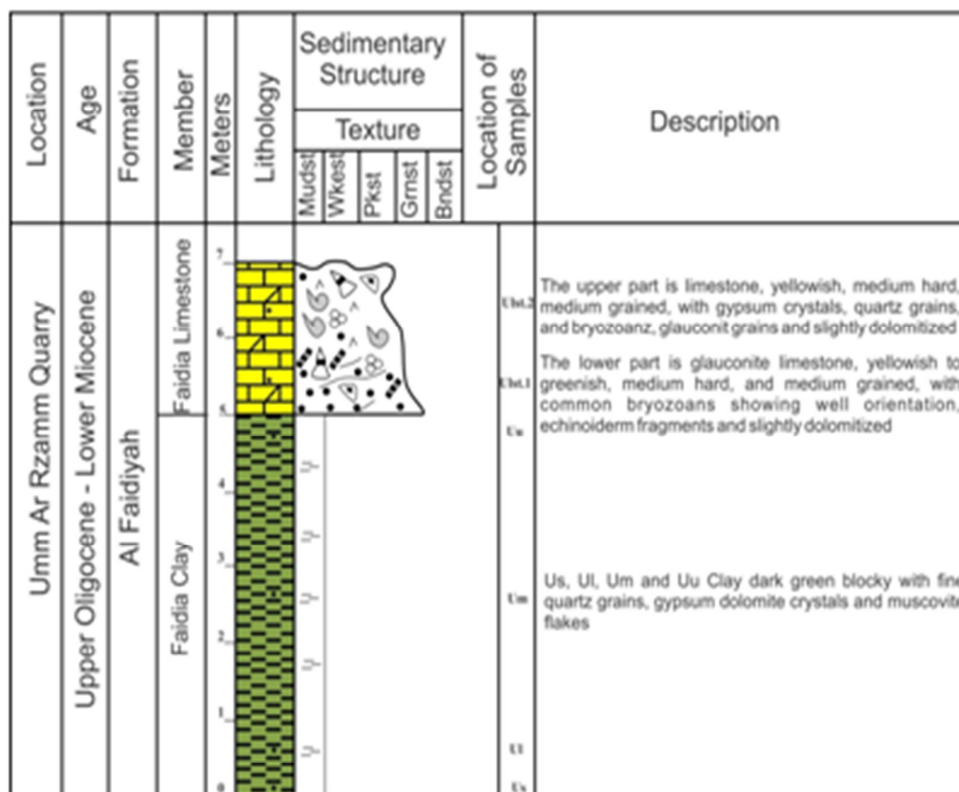 Location
Age
Formation
Member
Meters
Lithology
Sedimentary
Structure
Texture
Mudst
Wkest
Pkst
Grnst
Bndst
Location of
Samples
Description
Umm Ar Rzamm Quarry
Upper Oligocene - Lower Miocene
Al Faidiyah
Faidia Limestone
Faidia Clay
7
6
5
4
3
2
1
0
Ulst.2
Ulst.1
Uu
Um
Ul
Us
The upper part is limestone, yellowish, medium hard,
medium grained, with gypsum crystals, quartz grains,
and bryozoanz, glauconit grains and slightly dolomitized
The lower part is glauconite limestone, yellowish to
greenish, medium hard, and medium grained, with
common bryozoans showing well orientation,
echinoiderm fragments and slightly dolomitized
Us, Ul, Um and Uu Clay dark green blocky with fine
quartz grains, gypsum dolomite crystals and muscovite
flakes